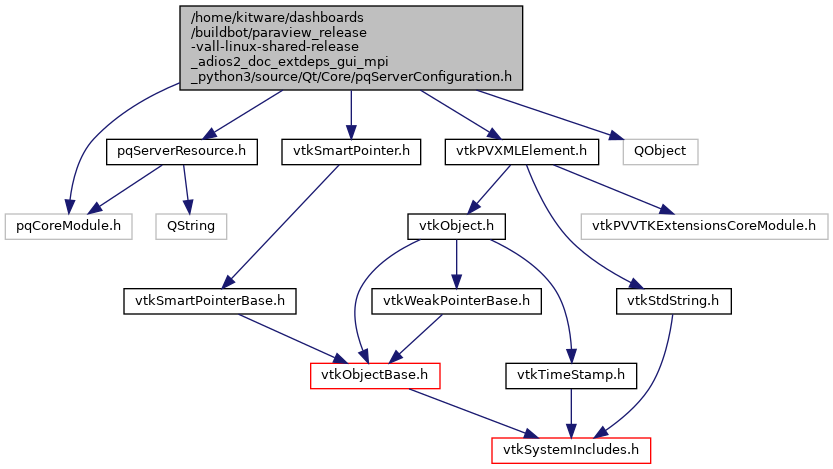 /home/kitware/dashboards
/buildbot/paraview_release
-vall-linux-shared-release
_adios2_doc_extdeps_gui_mpi
_python3/source/Qt/Core/pqServerConfiguration.h
pqServerResource.h
vtkSmartPointer.h
vtkPVXMLElement.h
QObject
pqCoreModule.h
QString
vtkObject.h
vtkPVVTKExtensionsCoreModule.h
vtkSmartPointerBase.h
vtkWeakPointerBase.h
vtkStdString.h
vtkObjectBase.h
vtkTimeStamp.h
vtkSystemIncludes.h